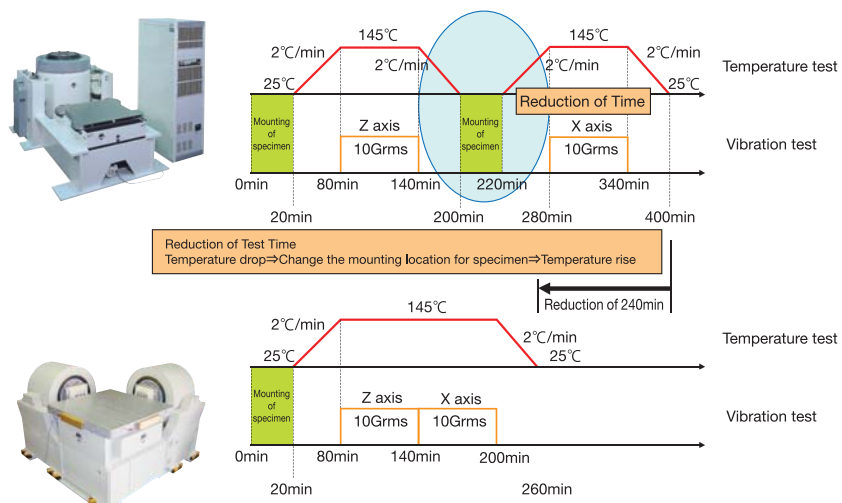 145℃
145℃
2℃/min
2℃/min
2℃/min
2℃/min
25℃
25℃
Temperature test
Reduction of Time
Mounting of specimen
Z axis
10Grms
Mounting of specimen
X axis
10Grms
Vibration test
0min
80min
140min
220min
340min
20min
200min
280min
400min
Reduction of Test Time
Temperature drop⇒Change the mounting location for specimen⇒Temperature rise
Reduction of 240min
145℃
2℃/min
2℃/min
25℃
25℃
Temperature test
Mounting of specimen
Z axis
X axis
10Grms
10Grms
Vibration test
0min
80min
140min
200min
20min
260min